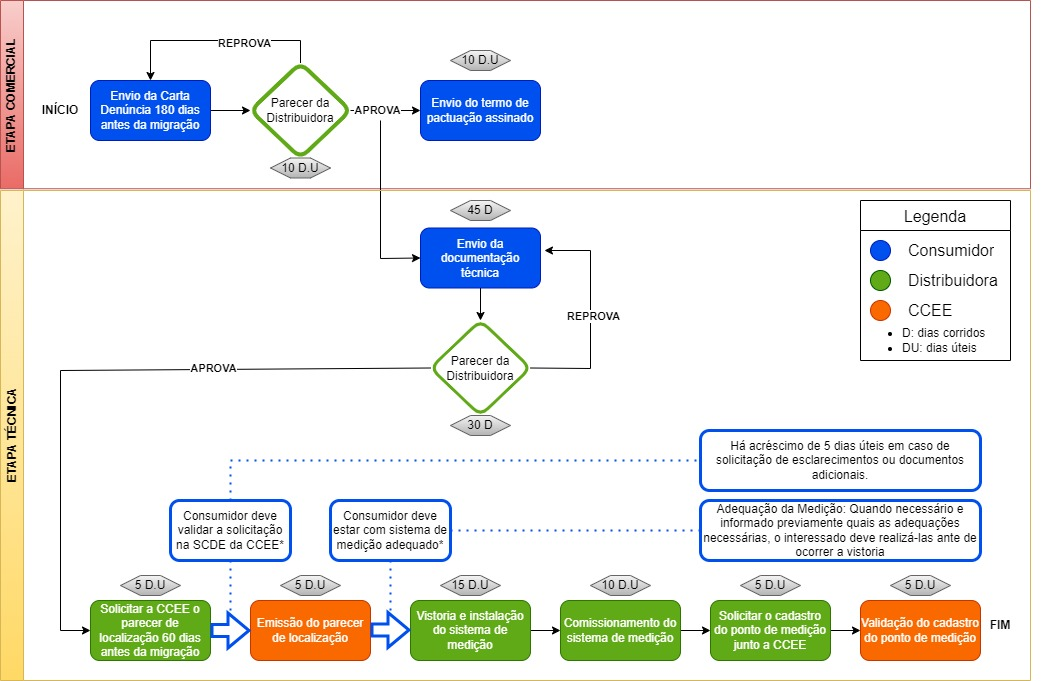 ETAPA COMERCIAL
INÍCIO
REPROVA
Envio da Carta
Denúncia 180 dias
antes da migração
Parecer da
Distribuidora
10 D.U
APROVA
10 D.U
Envio do termo de
pactuação assinado
ETAPA TÉCNICA
45 D
Envio da
documentação
técnica
REPROVA
Parecer da
Distribuidora
30 D
APROVA
Legenda
Consumidor
Distribuidora
CCEE
• D: dias corridos
• DU: dias úteis
Há acréscimo de 5 dias úteis em caso de
solicitação de esclarecimentos ou documentos
adicionais.
Consumidor deve
validar a solicitação
na SCDE da CCEE*
Consumidor deve
estar com sistema de
medição adequado*
Adequação da Medição: Quando necessário e
informado previamente quais as adequações
necessárias, o interessado deve realizá-las ante de
ocorrer a vistoria
5 D.U
Solicitar a CCEE o
parecer de
localização 60 dias
antes da migração
5 D.U
Emissão do parecer
de localização
15 D.U
Vistoria e instalação
do sistema de
medição
10 D.U
Comissionamento do
sistema de medição
5 D.U
Solicitar o cadastro
do ponto de medição
junto a CCEE
5 D.U
Validação do cadastro
do ponto de medição
FIM